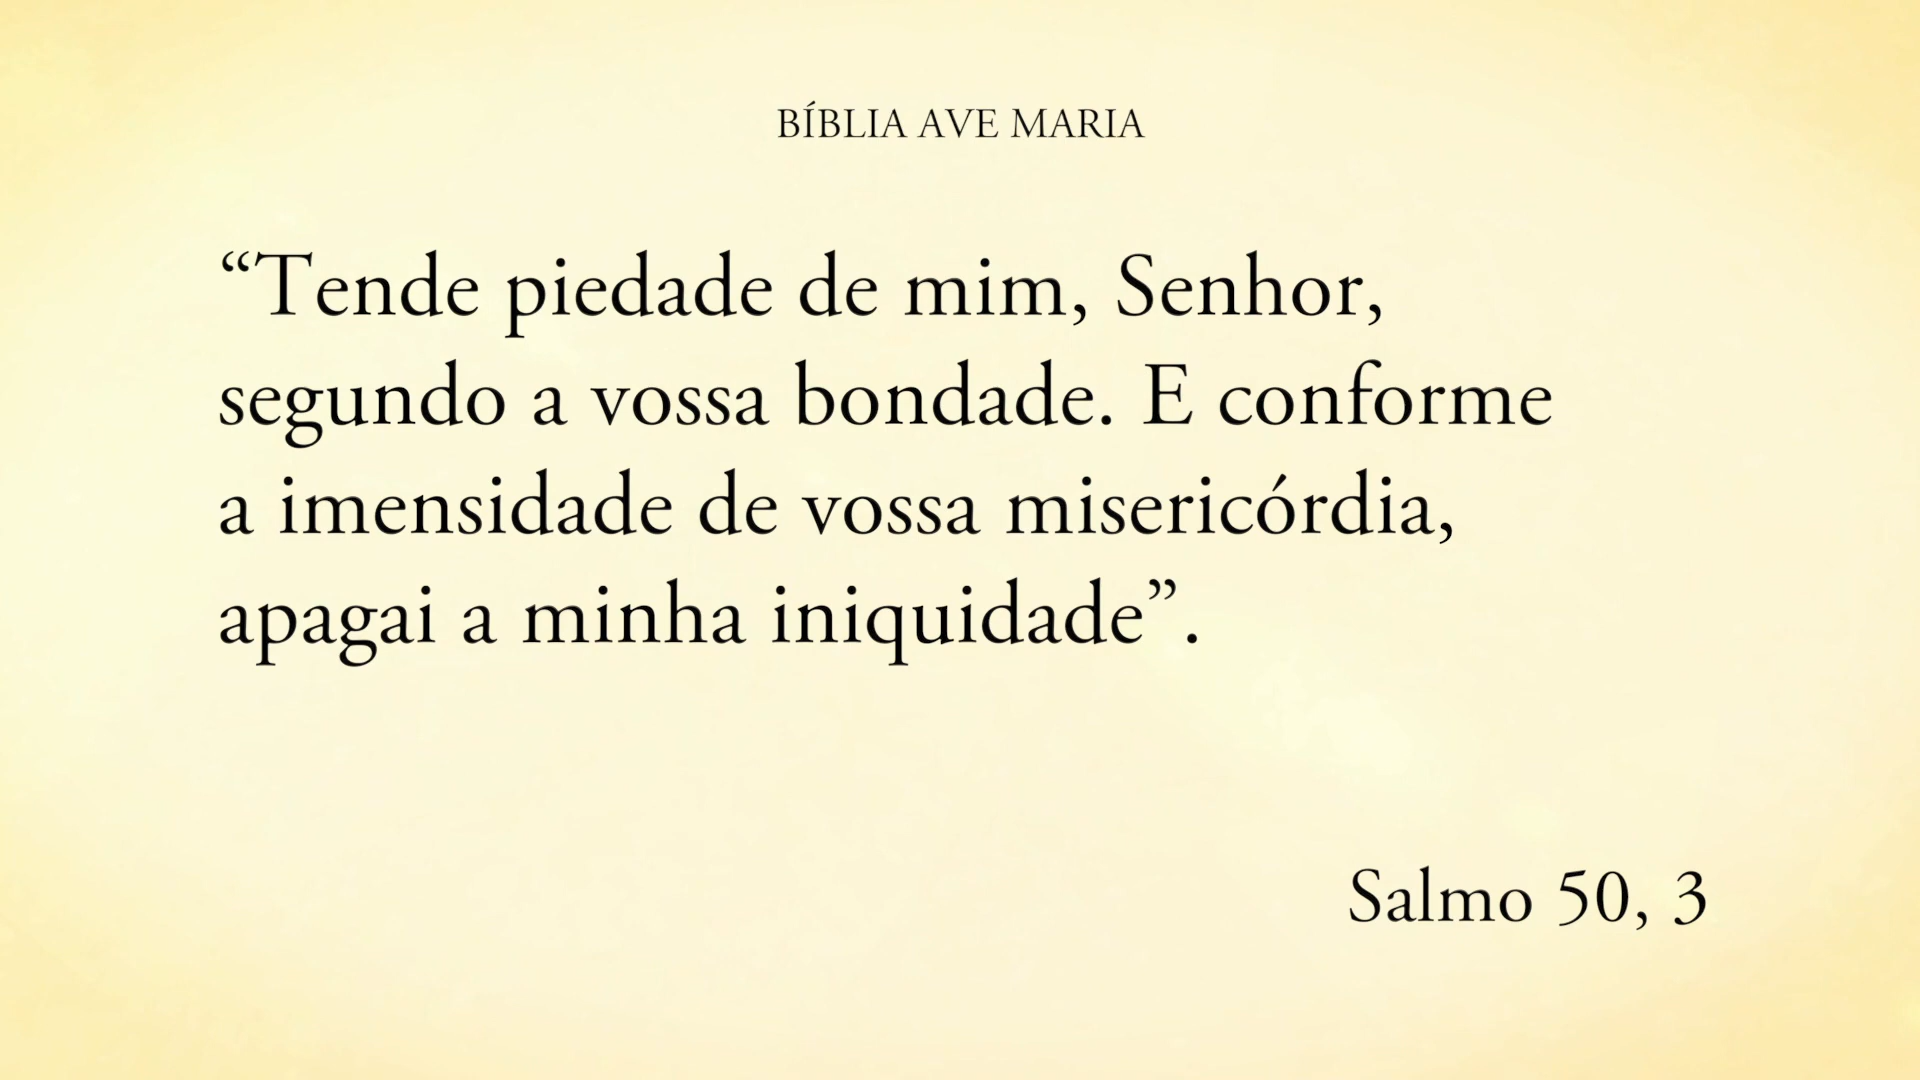 BÍBLIA AVE MARIA
“Tende piedade de mim, Senhor,
segundo a vossa bondade. E conforme
a imensidade de vossa misericórdia,
apagai a minha iniquidade”.
Salmo 50, 3